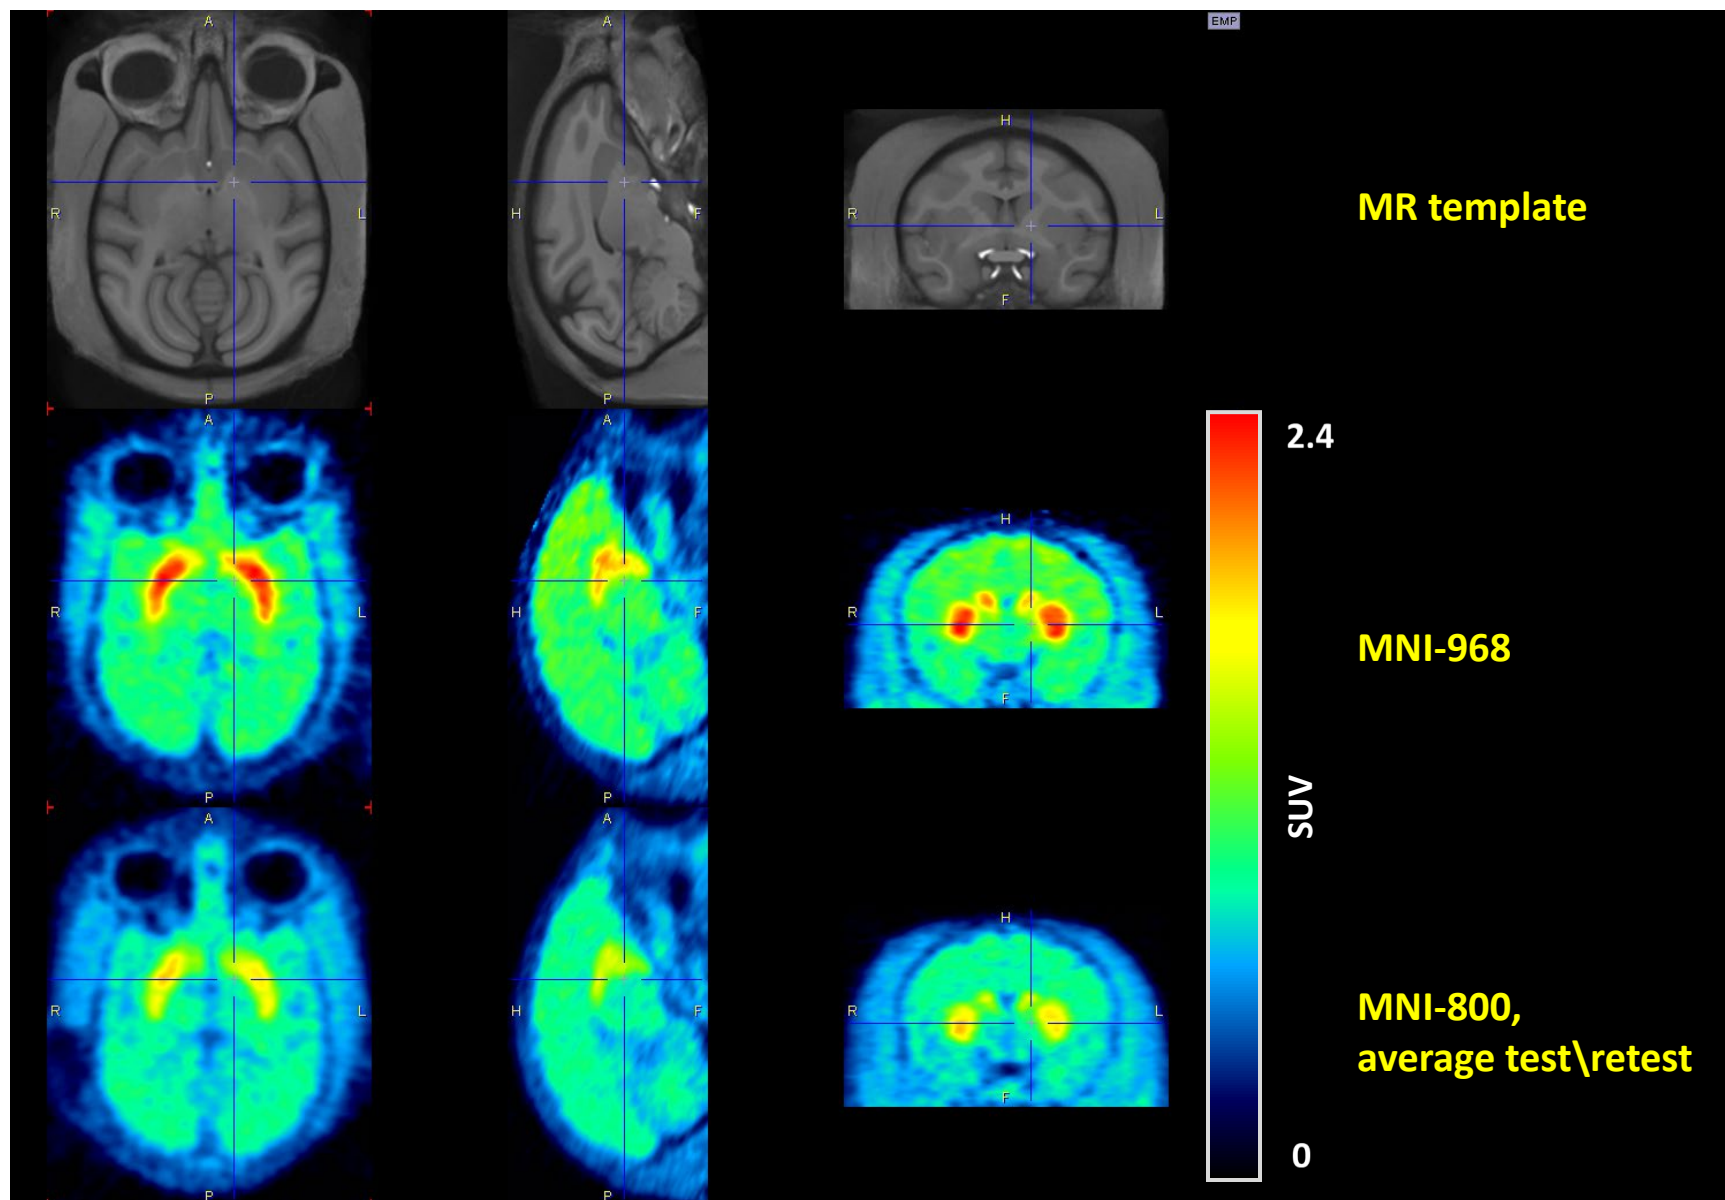 A
A
EMP
H
R
L
H
F
R
L
MR template
F
P
P
A
A
2.4
H
R
L
H
F
R
L
MNI-968
F
P
P
SUV
A
A
H
R
L
H
F
R
L
MNI-800,
average test\retest
F
0
P
P